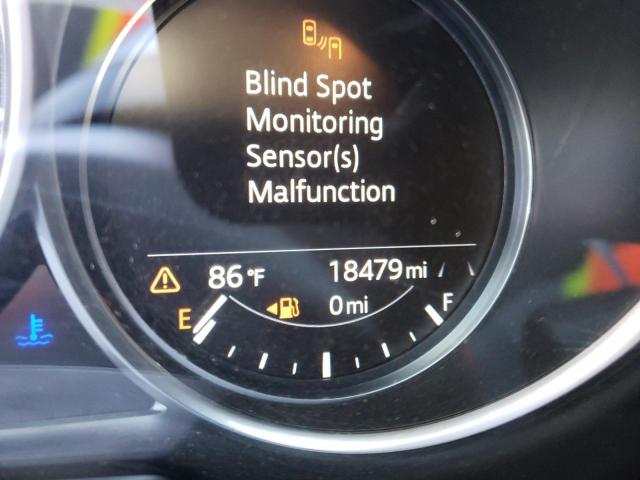 Blind Spot
Monitoring
Sensor(s)
Malfunction
86 °F 18479 mi
E 0 mi F